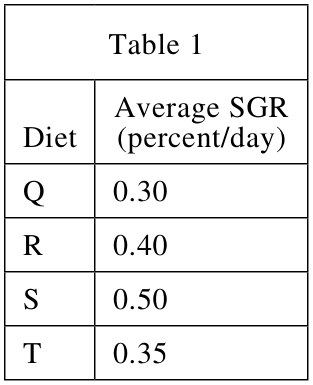 Table 1
Diet
Average SGR
(percent/day)
Q 0.30
R 0.40
S 0.50
T 0.35